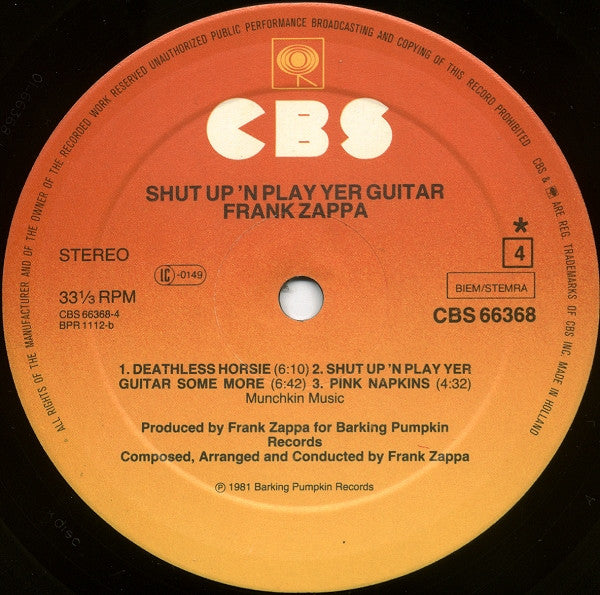 ALL RIGHTS OF THE MANUFACTURER AND OF THE OWNER OF THE RECORDED WORK RESERVED UNAUTHORIZED PUBLIC PERFORMANCE BROADCASTING AND COPYING OF THIS RECORD PROHIBITED CBS & ARE REG. TRADEMARKS OF CBS INC. MADE IN HOLLAND
CBS
SHUT UP 'N PLAY YER GUITAR
FRANK ZAPPA
STEREO
*
4
LC-0149
BIEM/STEMRA
33⅓ RPM
CBS 66368-4
BPR 1112-b
CBS 66368
1. DEATHLESS HORSIE (6:10) 2. SHUT UP 'N PLAY YER
GUITAR SOME MORE (6:42) 3. PINK NAPKINS (4:32)
Munchkin Music
Produced by Frank Zappa for Barking Pumpkin
Records
Composed, Arranged and Conducted by Frank Zappa
℗ 1981 Barking Pumpkin Records